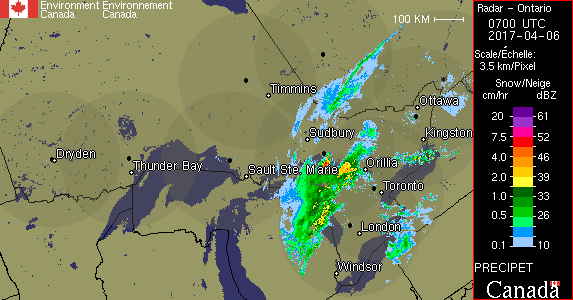 Environment Environnement
Canada Canada
100 KM
Timmins
Ottawa
Sudbury
Kingston
Dryden
Thunder Bay
Sault Ste. Marie
Orillia
Toronto
London
Windsor
Radar - Ontario
0700 UTC
2017-04-06
Scale/Échelle:
3.5 km/Pixel
Snow/Neige
cm/hr dBZ
20 61
7.5 52
4.0 46
2.0 39
1.0 33
0.5 26
0.1 10
PRECIPET
Canada